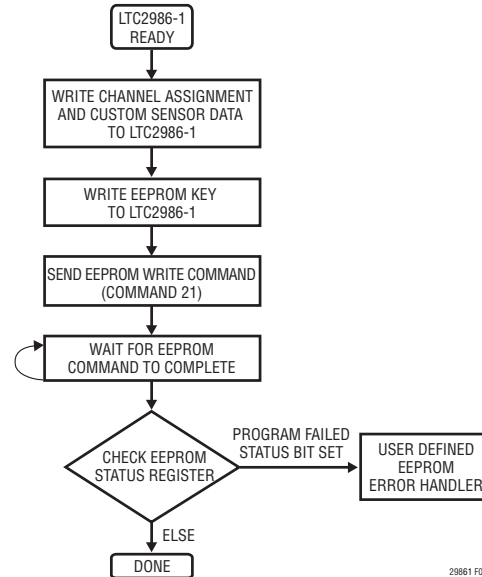 LTC2986-1
READY
WRITE CHANNEL ASSIGNMENT
AND CUSTOM SENSOR DATA
TO LTC2986-1
WRITE EEPROM KEY
TO LTC2986-1
SEND EEPROM WRITE COMMAND
(COMMAND 21)
WAIT FOR EEPROM
COMMAND TO COMPLETE
CHECK EEPROM
STATUS REGISTER
PROGRAM FAILED
STATUS BIT SET
USER DEFINED
EEPROM
ERROR HANDLER
ELSE
DONE
29861 F0